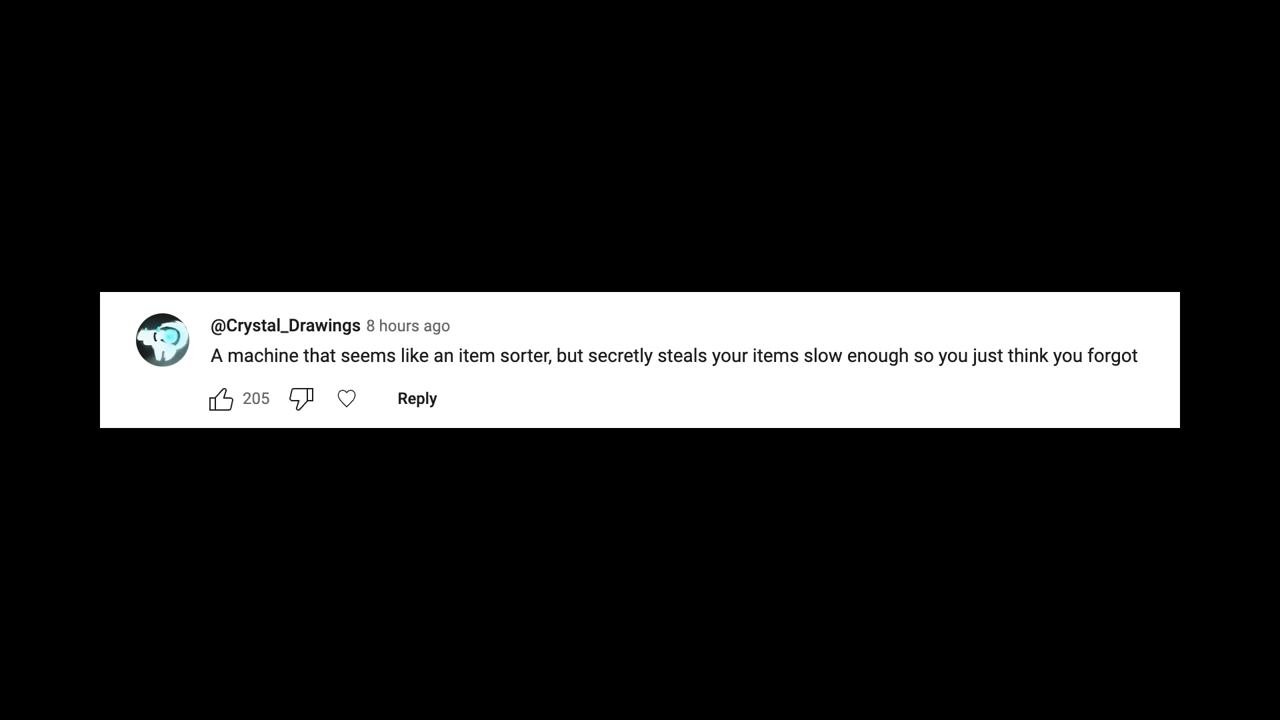 @Crystal_Drawings 8 hours ago
A machine that seems like an item sorter, but secretly steals your items slow enough so you just think you forgot
205 Reply